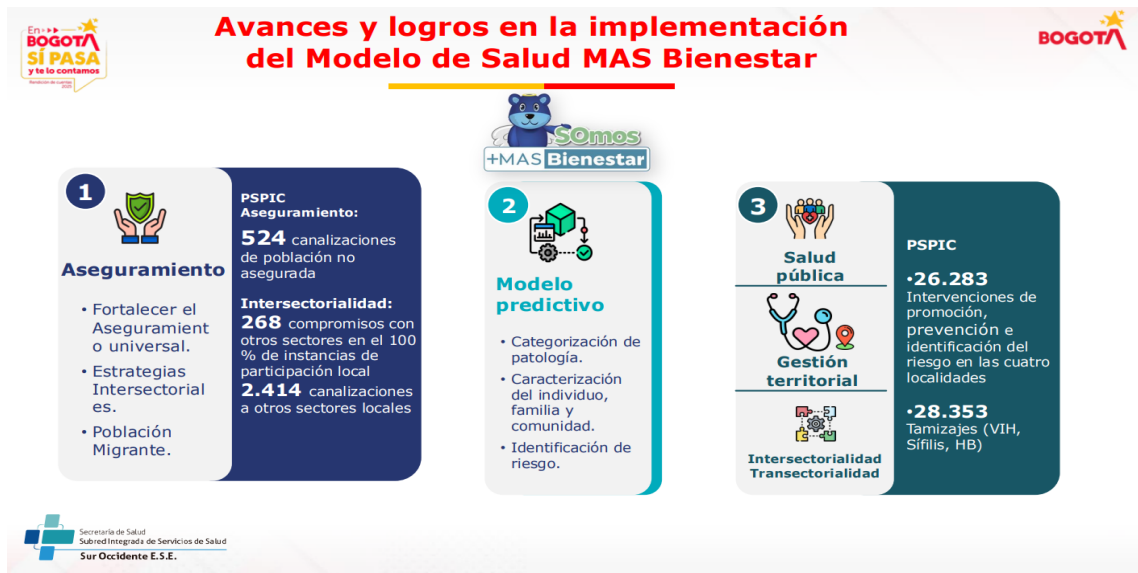 En
BOGOTÁ
SÍ PASA
y te lo contamos
Rendición de cuentas
2025
Avances y logros en la implementación
del Modelo de Salud MAS Bienestar
BOGOTÁ
SOmos
+MAS Bienestar
1
Aseguramiento
• Fortalecer el
Aseguramient
o universal.
• Estrategias
Intersectorial
es.
• Población
Migrante.
PSPIC
Aseguramiento:
524 canalizaciones
de población no
asegurada
Intersectorialidad:
268 compromisos con
otros sectores en el 100
% de instancias de
participación local
2.414 canalizaciones
a otros sectores locales
2
Modelo
predictivo
• Categorización de
patología.
• Caracterización
del individuo,
familia y
comunidad.
• Identificación de
riesgo.
3
Salud
pública
Gestión
territorial
Intersectorialidad
Transectorialidad
PSPIC
•26.283
Intervenciones de
promoción,
prevención e
identificación del
riesgo en las cuatro
localidades
•28.353
Tamizajes (VIH,
Sífilis, HB)
Secretaría de Salud
Subred Integrada de Servicios de Salud
Sur Occidente E.S.E.